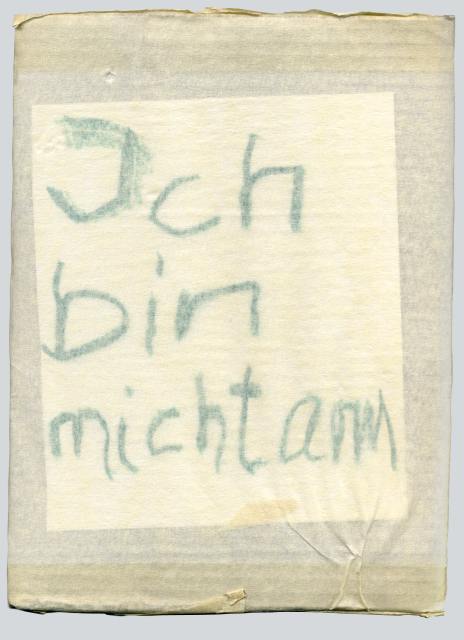 Ich
bin
nicht arm